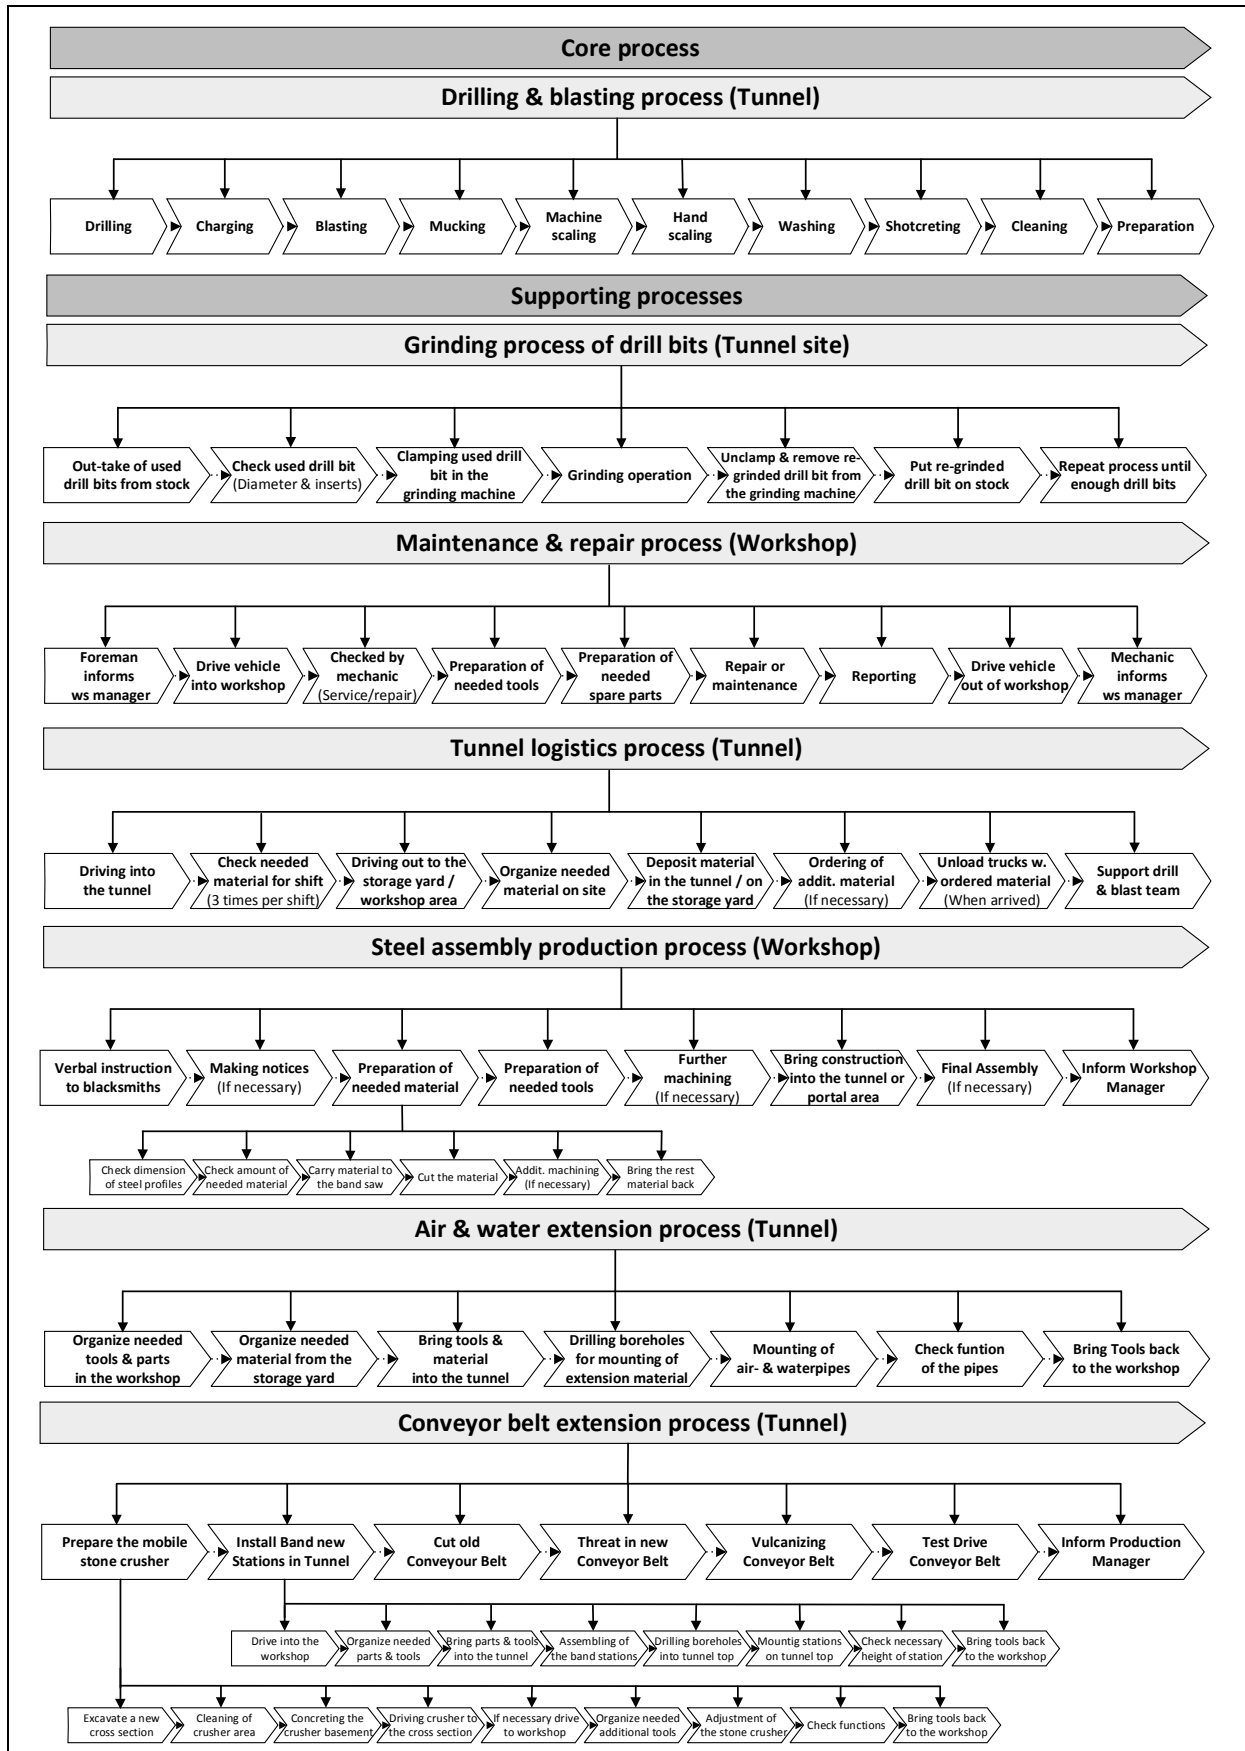 Core process
Drilling & blasting process (Tunnel)
Drilling
Charging
Blasting
Mucking
Machine
scaling
Hand
scaling
Washing
Shotcreting
Cleaning
Preparation
Supporting processes
Grinding process of drill bits (Tunnel site)
Out-take of used
drill bits from stock
Check used drill bit
(Diameter & inserts)
Clamping used drill
bit in the
grinding machine
Grinding operation
Unclamp & remove re-
grinded drill bit from
the grinding machine
Put re-grinded
drill bit on stock
Repeat process until
enough drill bits
Maintenance & repair process (Workshop)
Foreman
informs
ws manager
Drive vehicle
into workshop
Checked by
mechanic
(Service/repair)
Preparation of
needed tools
Preparation of
needed
spare parts
Repair or
maintenance
Reporting
Drive vehicle
out of workshop
Mechanic
informs
ws manager
Tunnel logistics process (Tunnel)
Driving into
the tunnel
Check needed
material for shift
(3 times per shift)
Driving out to the
storage yard /
workshop area
Organize needed
material on site
Deposit material
in the tunnel / on
the storage yard
Ordering of
addit. material
(If necessary)
Unload trucks w.
ordered material
(When arrived)
Support drill
& blast team
Steel assembly production process (Workshop)
Verbal instruction
to blacksmiths
Making notices
(If necessary)
Preparation of
needed material
Preparation of
needed tools
Further
machining
(If necessary)
Bring construction
into the tunnel or
portal area
Final Assembly
(If necessary)
Inform Workshop
Manager
Check dimension
of steel profiles
Check amount of
needed material
Carry material to
the band saw
Cut the material
Addit. machining
(If necessary)
Bring the rest
material back
Air & water extension process (Tunnel)
Organize needed
tools & parts
in the workshop
Organize needed
material from the
storage yard
Bring tools &
material
into the tunnel
Drilling boreholes
for mounting of
extension material
Mounting of
air- & waterpipes
Check funtion
of the pipes
Bring Tools back
to the workshop
Conveyor belt extension process (Tunnel)
Prepare the mobile
stone crusher
Install Band new
Stations in Tunnel
Cut old
Conveyour Belt
Threat in new
Conveyor Belt
Vulcanizing
Conveyor Belt
Test Drive
Conveyor Belt
Inform Production
Manager
Drive into the
workshop
Organize needed
parts & tools
Bring parts & tools
into the tunnel
Assembling of
the band stations
Drilling boreholes
into tunnel top
Mountig stations
on tunnel top
Check necessary
height of station
Bring tools back
to the workshop
Excavate a new
cross section
Cleaning of
crusher area
Concreting the
crusher basement
Driving crusher to
the cross section
If necessary drive
to workshop
Organize needed
additional tools
Adjustment of
the stone crusher
Check functions
Bring tools back
to the workshop